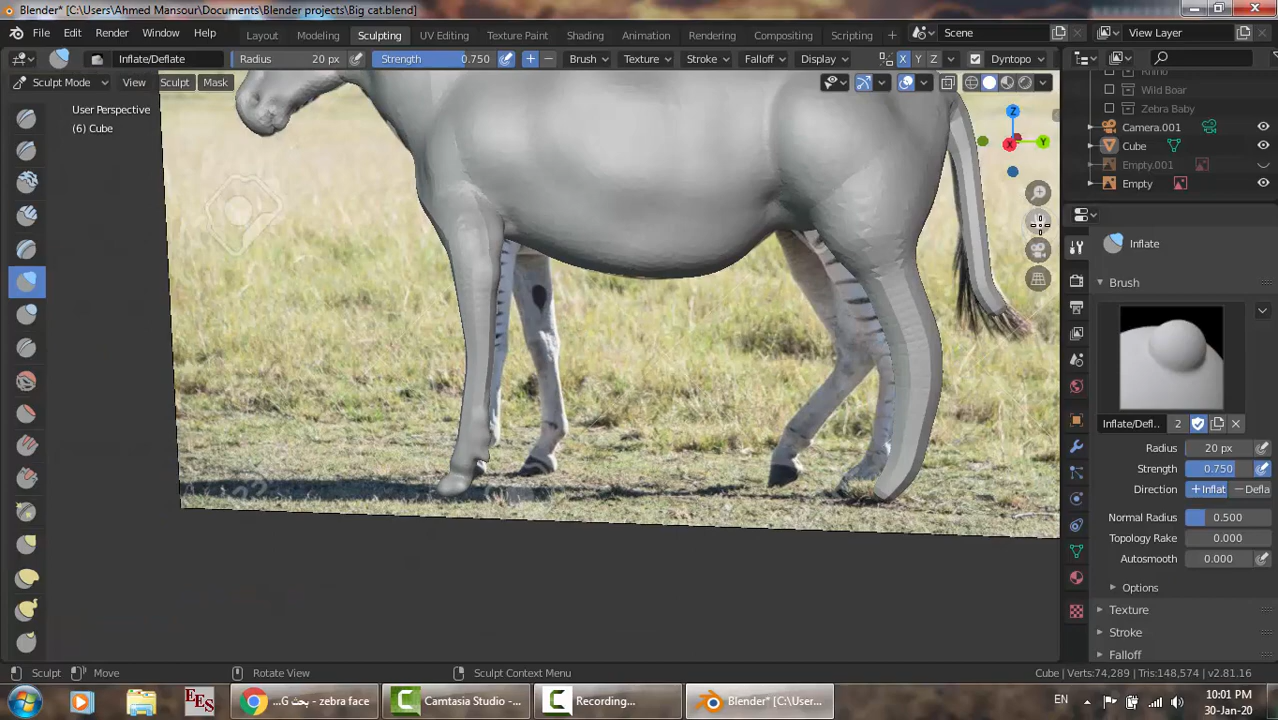 Blender* [C:\Users\Ahmed Mansour\Documents\Blender projects\Big cat.blend]
File Edit Render Window Help Layout Modeling Sculpting UV Editing Texture Paint Shading Animation Rendering Compositing Scripting + Scene View Layer
Inflate/Deflate Radius 20 px Strength 0.750 + − Brush Texture Stroke Falloff Display X Y Z Dyntopo
Sculpt Mode View Sculpt Mask
User Perspective
(6) Cube
Z
Y
X
Wild Boar
Zebra Baby
Camera.001
Cube
Empty.001
Empty
Inflate
Brush
Inflate/Defl.. 2
Radius 20 px
Strength 0.750
Direction +Inflat −Defla
Normal Radius 0.500
Topology Rake 0.000
Autosmooth 0.000
Options
Texture
Stroke
Falloff
Sculpt Move Rotate View Sculpt Context Menu Cube | Verts:74,289 | Tris:148,574 | v2.81.16
EES ...G بحث - zebra face Camtasia Studio - ... Recording... Blender* [C:\User... EN 10:01 PM
30-Jan-20